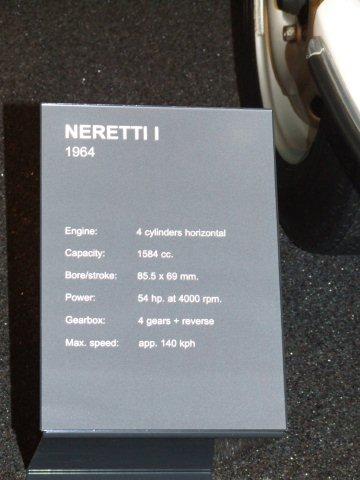 NERETTI I
1964
Engine: 4 cylinders horizontal
Capacity: 1584 cc.
Bore/stroke: 85.5 x 69 mm.
Power: 54 hp. at 4000 rpm.
Gearbox: 4 gears + reverse
Max. speed: app. 140 kph